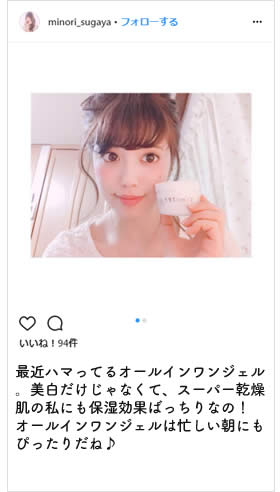 minori_sugaya • フォローする
いいね！94件
最近ハマってるオールインワンジェル
。美白だけじゃなくて、スーパー乾燥
肌の私にも保湿効果ばっちりなの！
オールインワンジェルは忙しい朝にも
ぴったりだね♪